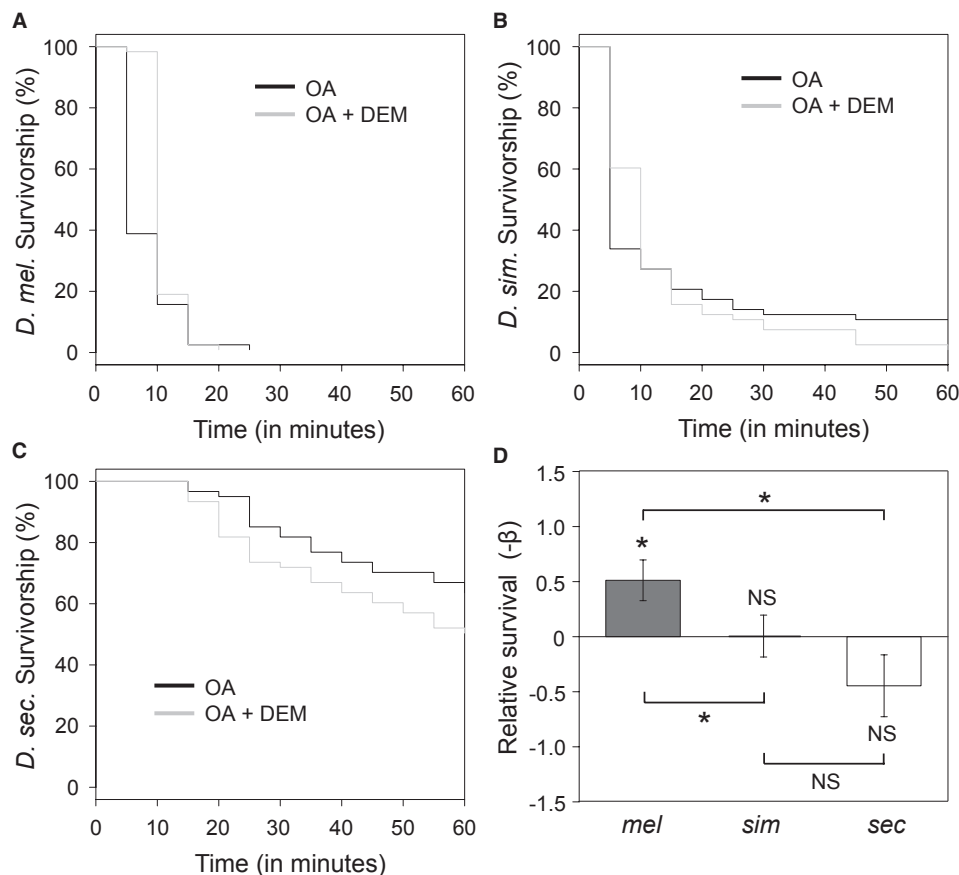 A
100
80
60
40
20
0
D. mel. Survivorship (%)
OA
OA + DEM
0 10 20 30 40 50 60
Time (in minutes)
B
100
80
60
40
20
0
D. sim. Survivorship (%)
OA
OA + DEM
0 10 20 30 40 50 60
Time (in minutes)
C
100
80
60
40
20
0
D. sec. Survivorship (%)
OA
OA + DEM
0 10 20 30 40 50 60
Time (in minutes)
D
1.5
1.0
0.5
0
-0.5
-1.0
-1.5
Relative survival (-β)
*
*
NS
*
NS
NS
mel sim sec